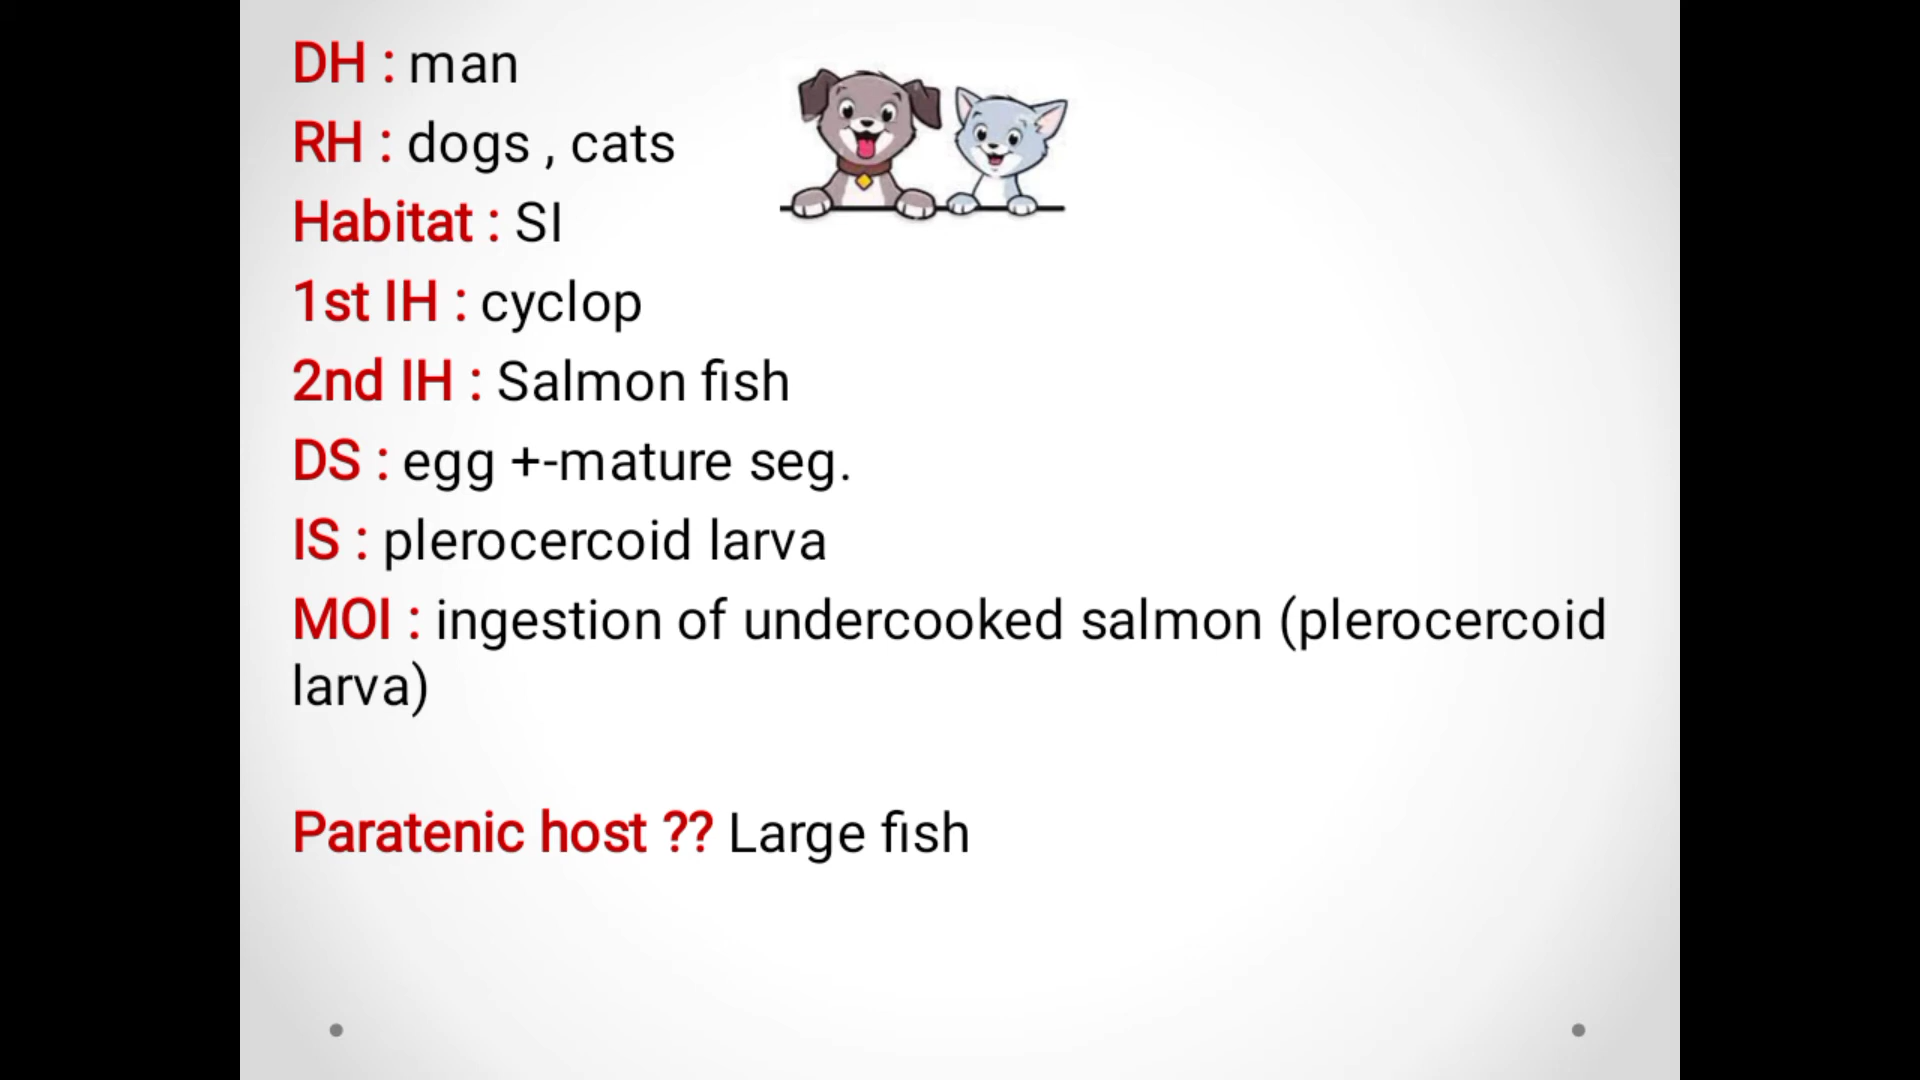 DH : man
RH : dogs , cats
Habitat : SI
1st IH : cyclop
2nd IH : Salmon fish
DS : egg +-mature seg.
IS : plerocercoid larva
MOI : ingestion of undercooked salmon (plerocercoid
larva)
Paratenic host ?? Large fish